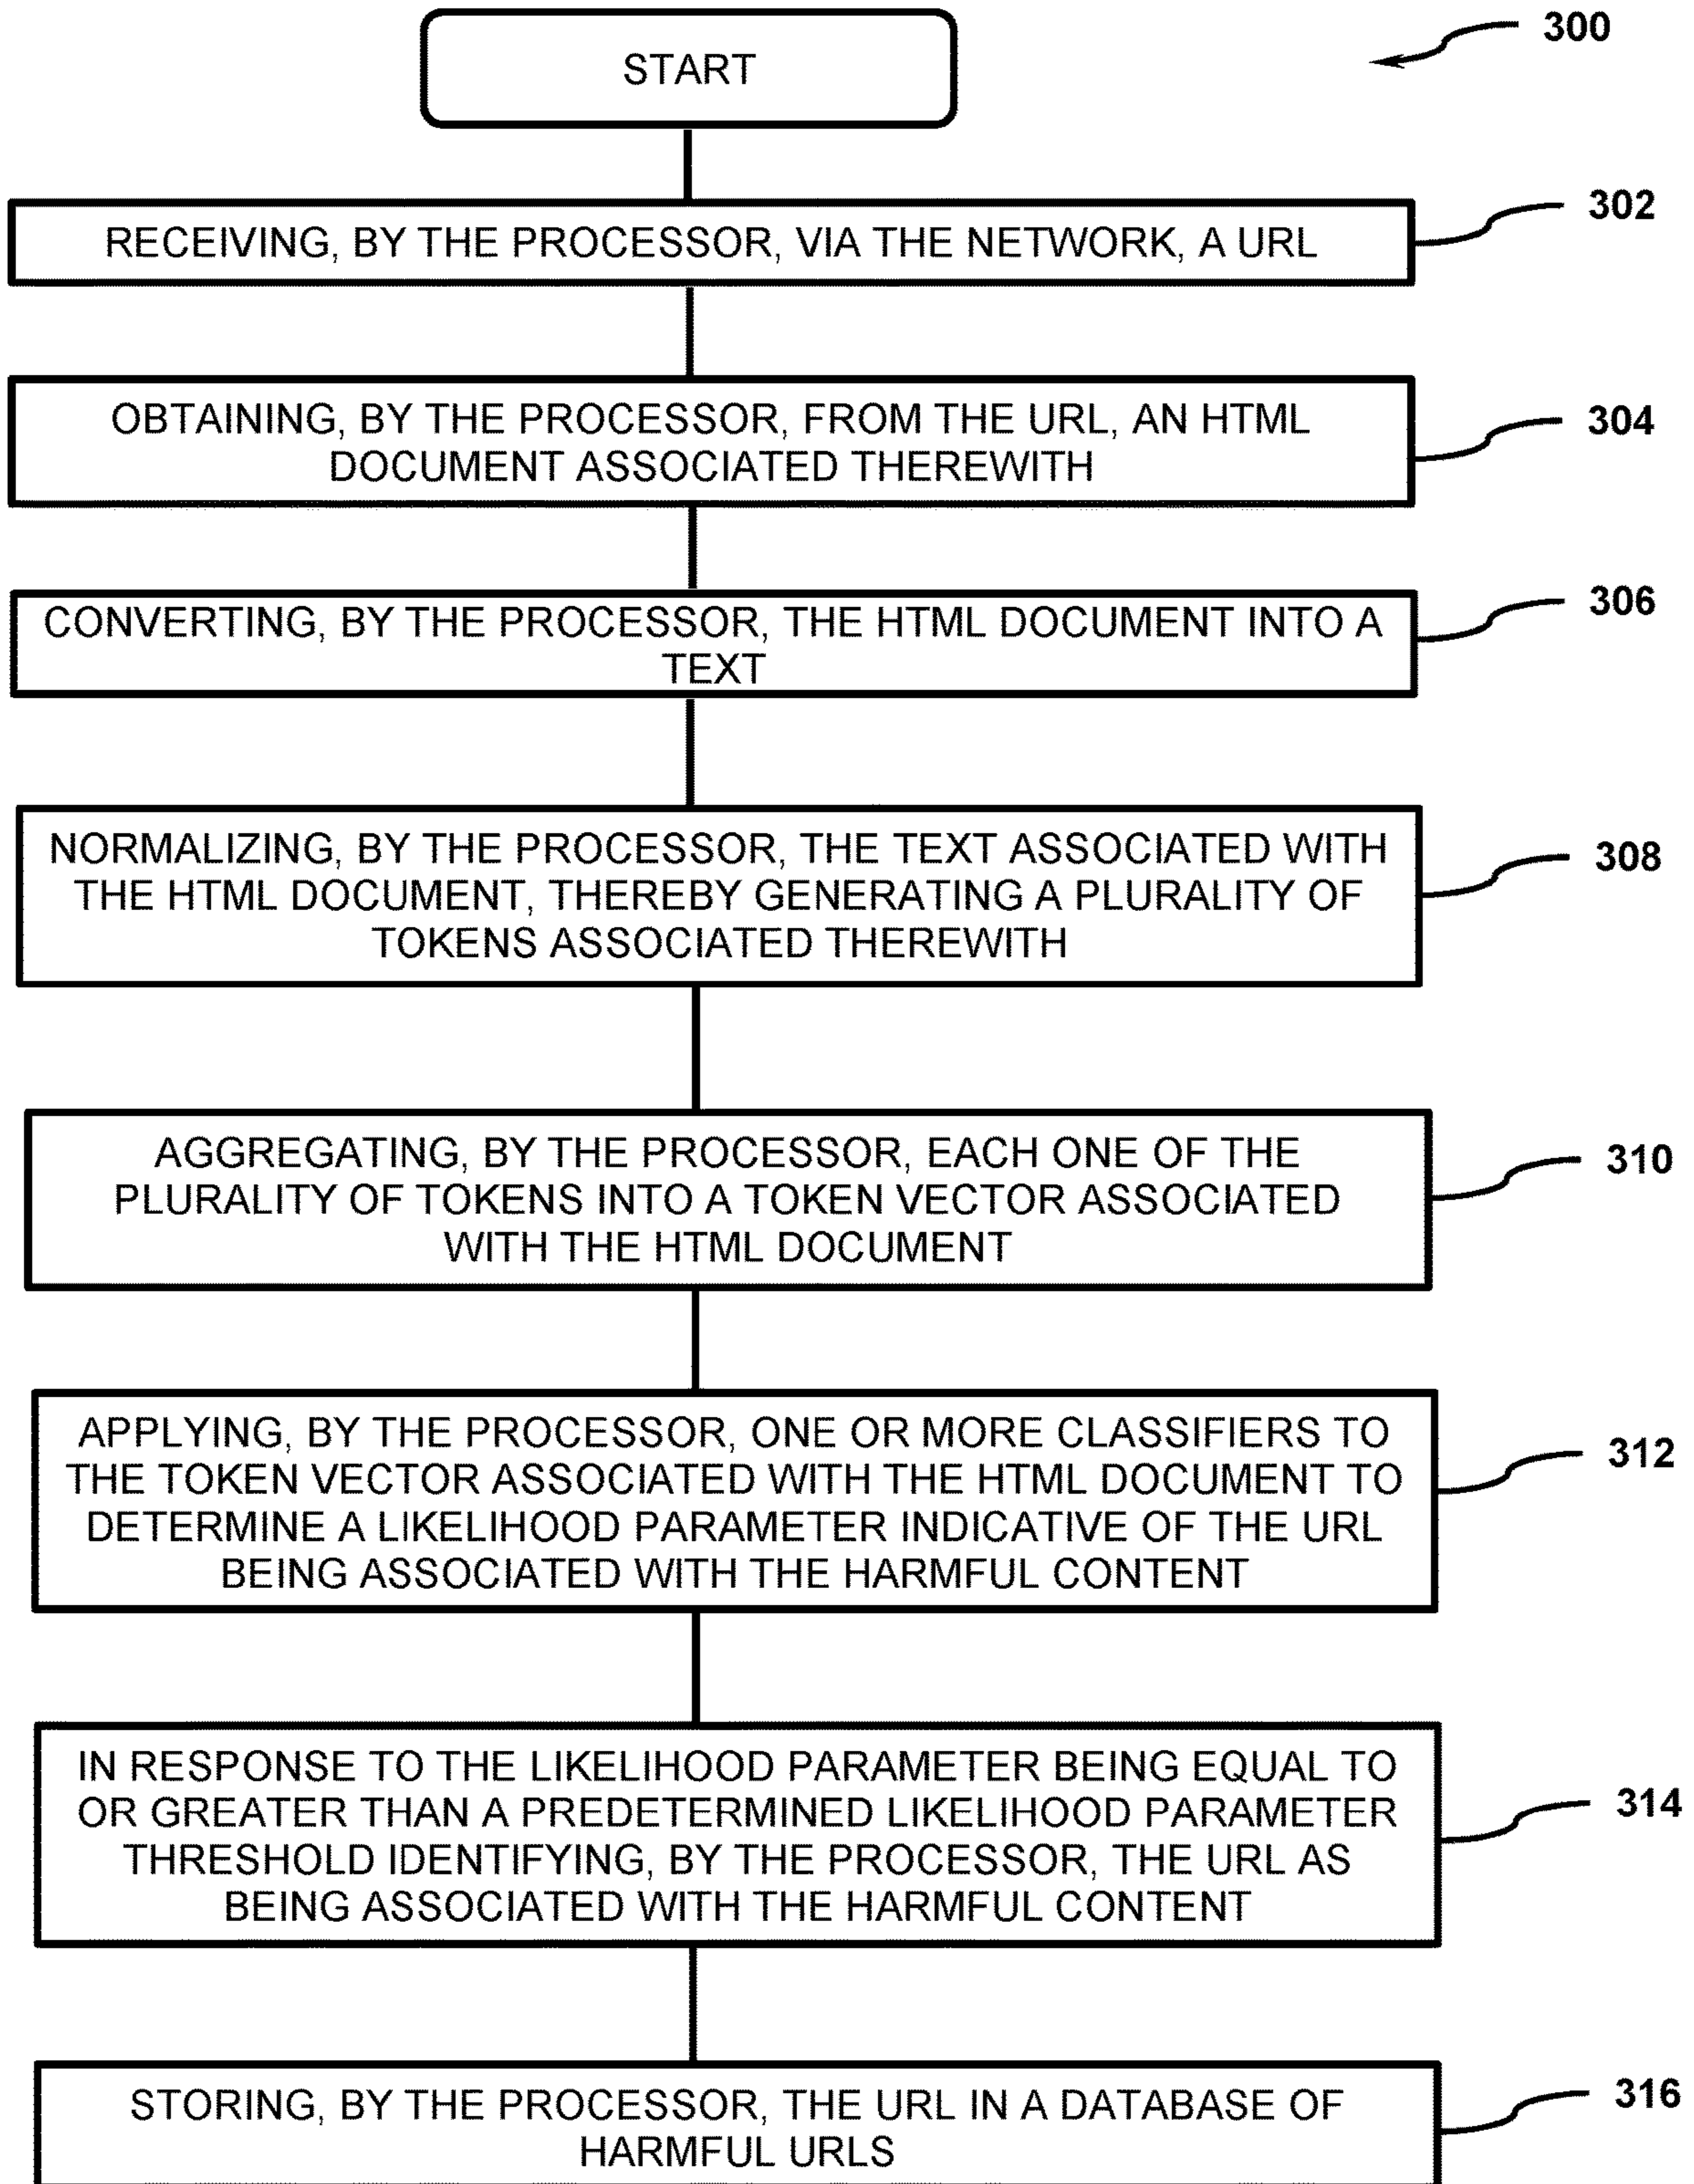 START
300
RECEIVING, BY THE PROCESSOR, VIA THE NETWORK, A URL
302
OBTAINING, BY THE PROCESSOR, FROM THE URL, AN HTML
DOCUMENT ASSOCIATED THEREWITH
304
CONVERTING, BY THE PROCESSOR, THE HTML DOCUMENT INTO A
TEXT
306
NORMALIZING, BY THE PROCESSOR, THE TEXT ASSOCIATED WITH
THE HTML DOCUMENT, THEREBY GENERATING A PLURALITY OF
TOKENS ASSOCIATED THEREWITH
308
AGGREGATING, BY THE PROCESSOR, EACH ONE OF THE
PLURALITY OF TOKENS INTO A TOKEN VECTOR ASSOCIATED
WITH THE HTML DOCUMENT
310
APPLYING, BY THE PROCESSOR, ONE OR MORE CLASSIFIERS TO
THE TOKEN VECTOR ASSOCIATED WITH THE HTML DOCUMENT TO
DETERMINE A LIKELIHOOD PARAMETER INDICATIVE OF THE URL
BEING ASSOCIATED WITH THE HARMFUL CONTENT
312
IN RESPONSE TO THE LIKELIHOOD PARAMETER BEING EQUAL TO
OR GREATER THAN A PREDETERMINED LIKELIHOOD PARAMETER
THRESHOLD IDENTIFYING, BY THE PROCESSOR, THE URL AS
BEING ASSOCIATED WITH THE HARMFUL CONTENT
314
STORING, BY THE PROCESSOR, THE URL IN A DATABASE OF
HARMFUL URLS
316